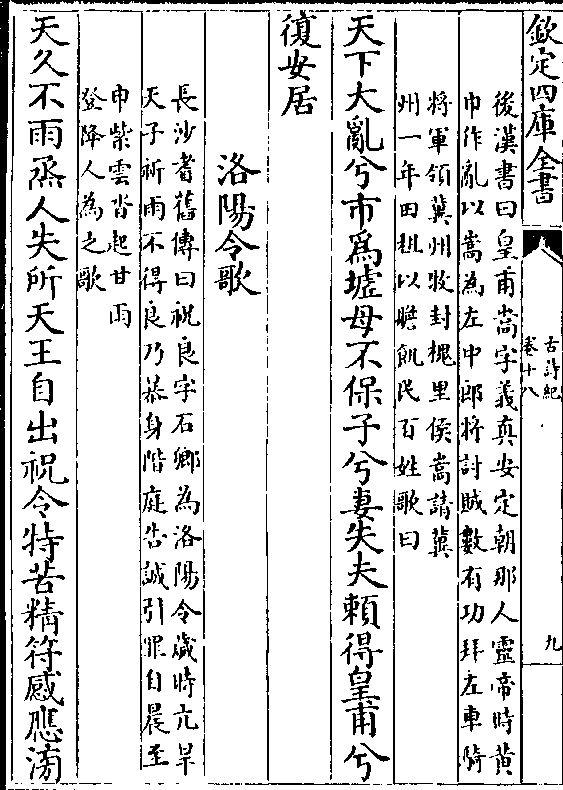 欽定四庫全書
古詩紀
卷十八
九
後漢書曰皇甫嵩字義真安定朝那人靈帝時黄
巾作亂以嵩為左中郎將討賊數有功拜左車騎
將軍領冀州牧封槐里侯嵩請冀
州一年田租以贍飢民百姓歌曰
天下大亂兮市爲墟母不保子兮妻失夫賴得皇甫兮
復安居
洛陽令歌
長沙耆舊傳曰祝良字石卿為洛陽令歲時亢旱
天子祈雨不得良乃暴身階庭告誠引罪自晨至
中紫雲沓起甘雨
登降人為之歌
天久不雨烝人失所天王自出祝令特苦精符感應滂